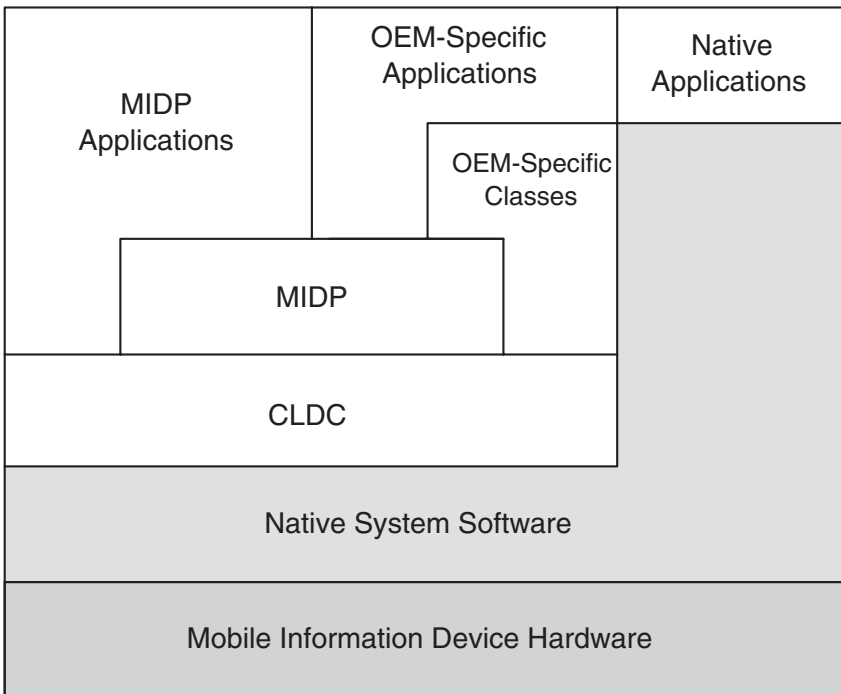 MIDP
Applications
OEM-Specific
Applications
Native
Applications
OEM-Specific
Classes
MIDP
CLDC
Native System Software
Mobile Information Device Hardware